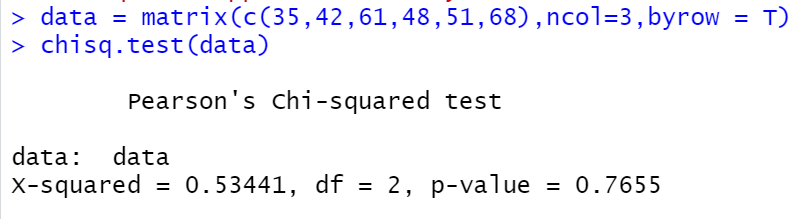 > data = matrix(c(35,42,61,48,51,68),ncol=3,byrow = T)
> chisq.test(data)
Pearson's Chi-squared test
data:  data
X-squared = 0.53441, df = 2, p-value = 0.7655